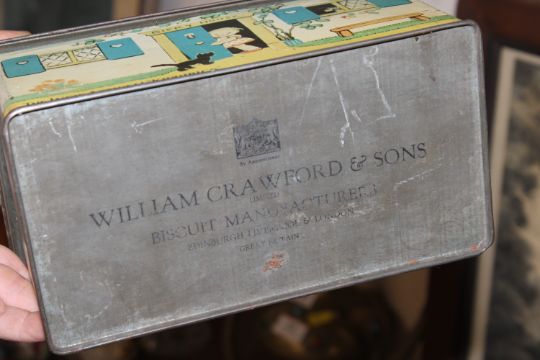 By Appointment
WILLIAM CRAWFORD & SONS
LIMITED
BISCUIT MANUFACTURERS
EDINBURGH LIVERPOOL & LONDON
GREAT BRITAIN